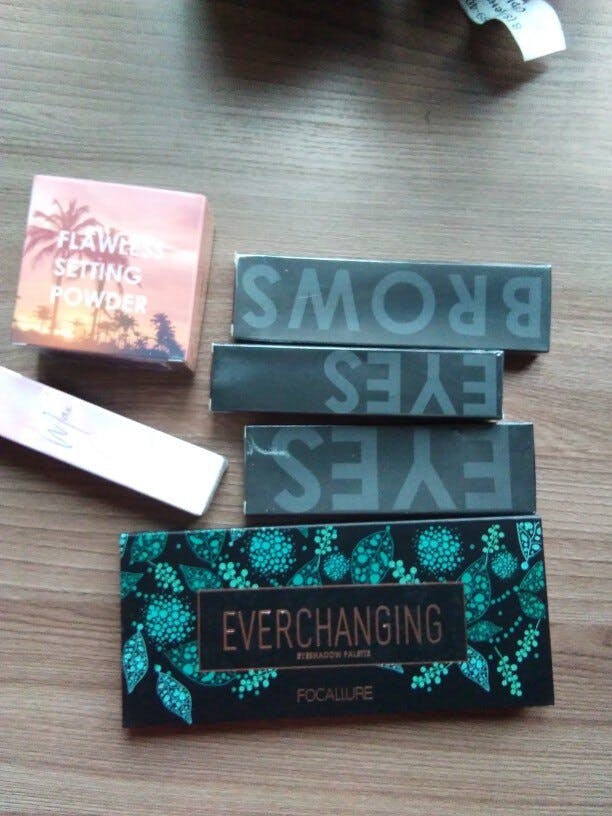 FLAWLESS
SETTING
POWDER
BROWS
EYES
EYES
EVERCHANGING
EYESHADOW PALETTE
FOCALLURE